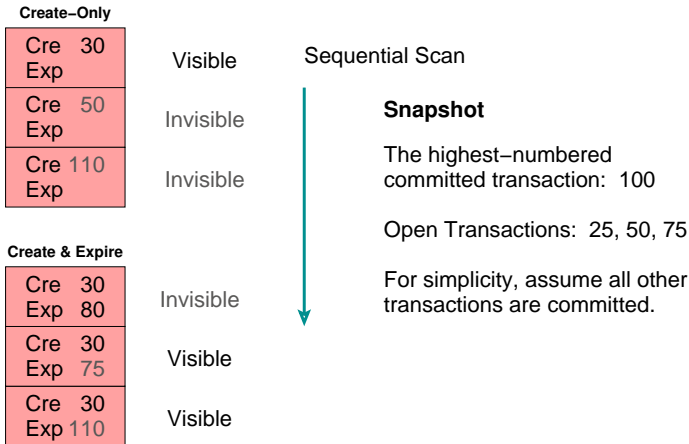 Create–Only
Cre 30
Exp
Visible
Cre 50
Exp
Invisible
Cre 110
Exp
Invisible
Create & Expire
Cre 30
Exp 80
Invisible
Cre 30
Exp 75
Visible
Cre 30
Exp 110
Visible
Sequential Scan
Snapshot
The highest–numbered
committed transaction: 100
Open Transactions: 25, 50, 75
For simplicity, assume all other
transactions are committed.